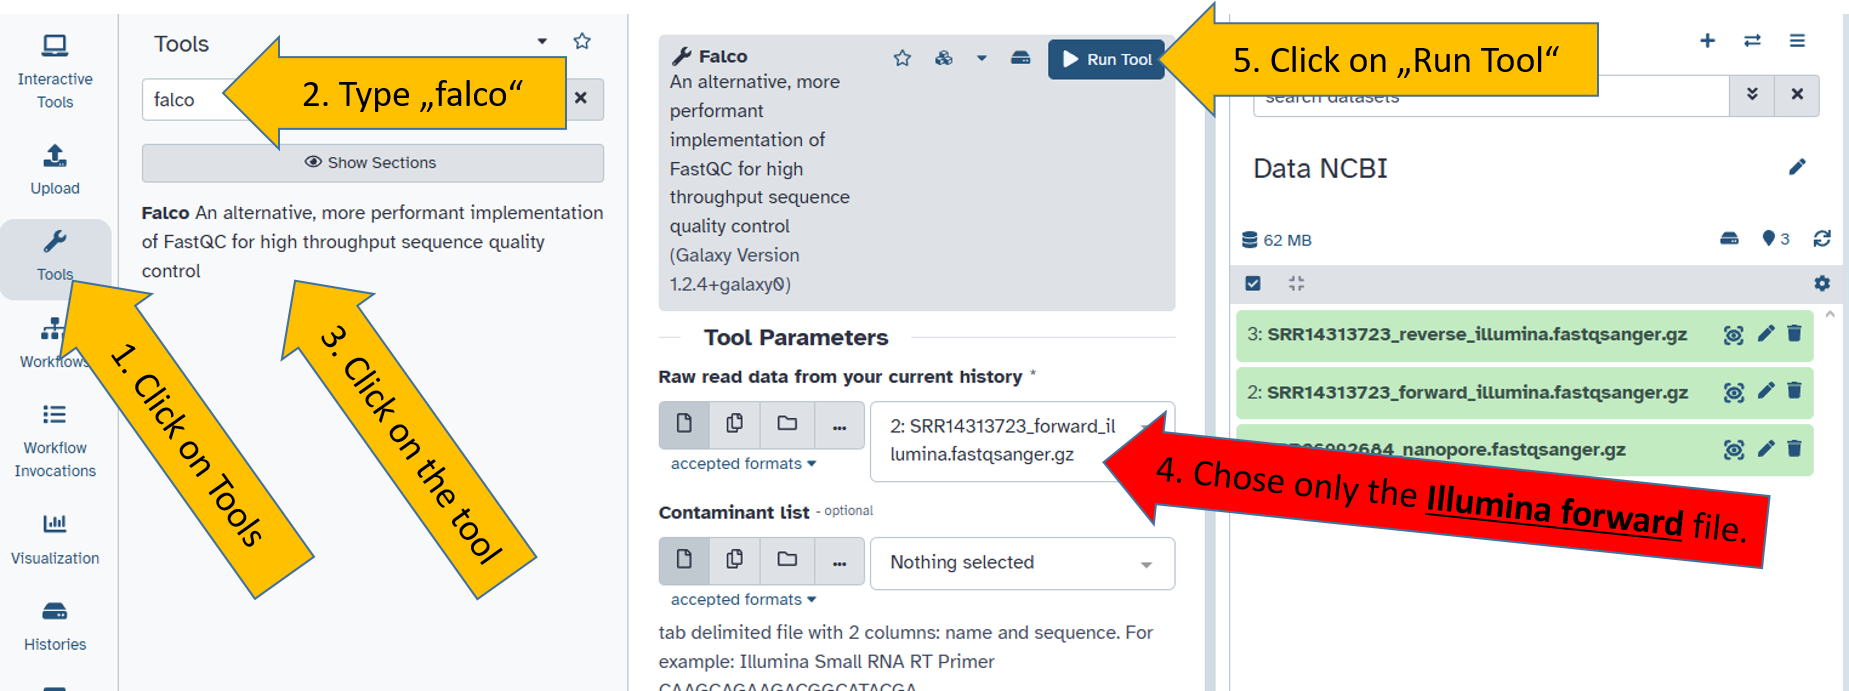 Interactive
Tools
Upload
Tools
Workflows
Workflow
Invocations
Visualization
Histories
Tools
falco
2. Type „falco“
Show Sections
Falco An alternative, more performant implementation
of FastQC for high throughput sequence quality
control
1. Click on Tools
3. Click on the tool
Falco
Run Tool
An alternative, more
performant
implementation of
FastQC for high
throughput sequence
quality control
(Galaxy Version
1.2.4+galaxy0)
5. Click on „Run Tool“
Tool Parameters
Raw read data from your current history *
2: SRR14313723_forward_il
lumina.fastqsanger.gz
accepted formats
4. Chose only the Illumina forward file.
Contaminant list - optional
Nothing selected
accepted formats
tab delimited file with 2 columns: name and sequence. For
example: Illumina Small RNA RT Primer
CAAGCAGAAGACGGCATACGA
search datasets
Data NCBI
62 MB
3
3: SRR14313723_reverse_illumina.fastqsanger.gz
2: SRR14313723_forward_illumina.fastqsanger.gz
nanopore.fastqsanger.gz